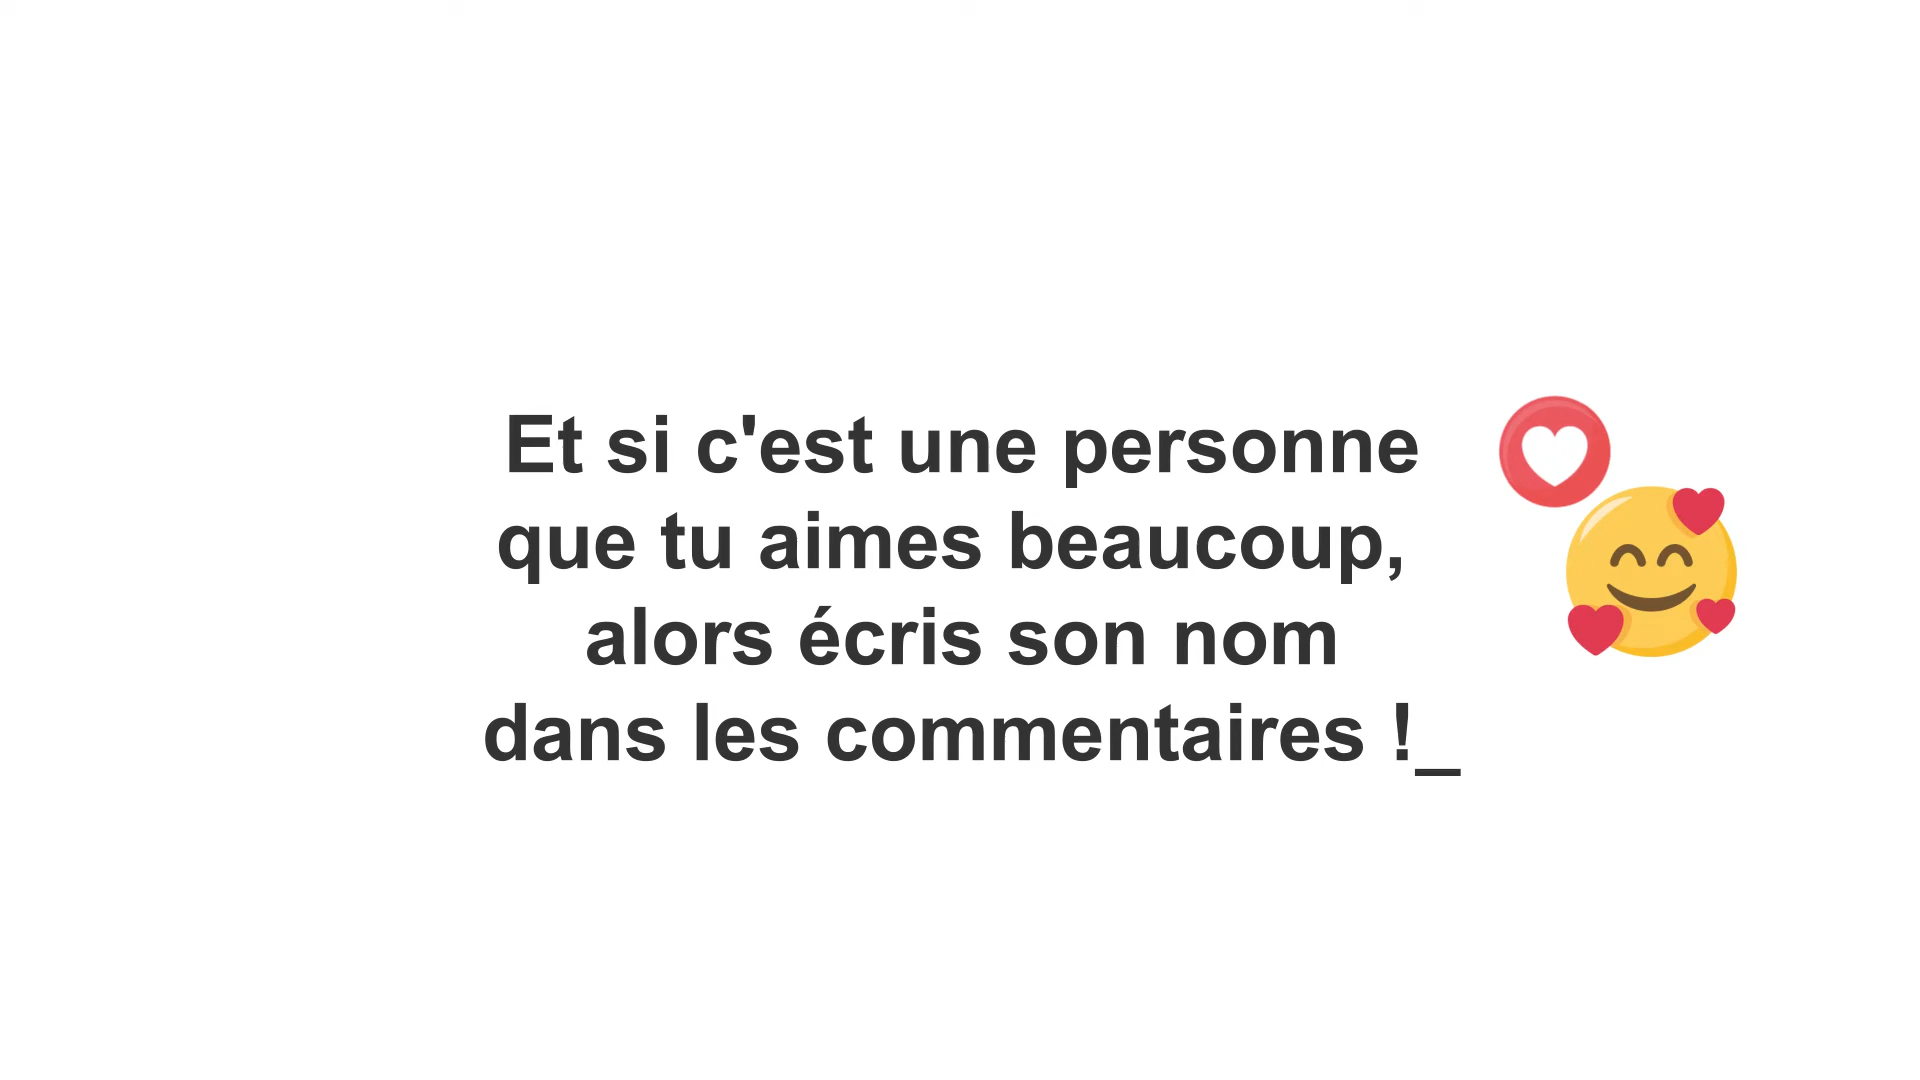 Et si c'est une personne
que tu aimes beaucoup,
alors écris son nom
dans les commentaires !_